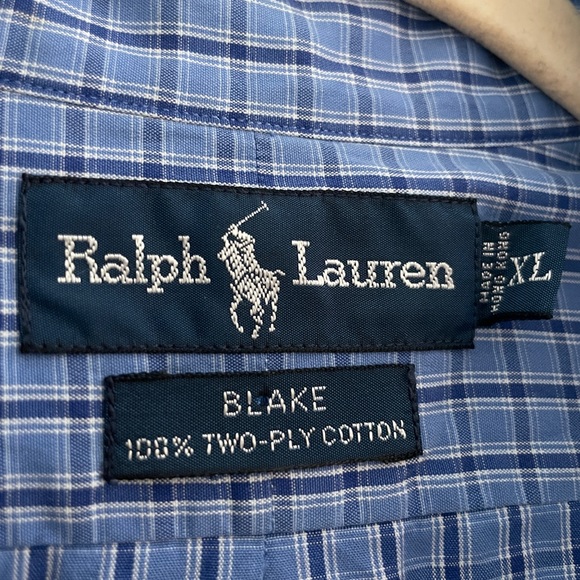 Ralph Lauren
MADE IN
HONG KONG
XL
BLAKE
100% TWO-PLY COTTON